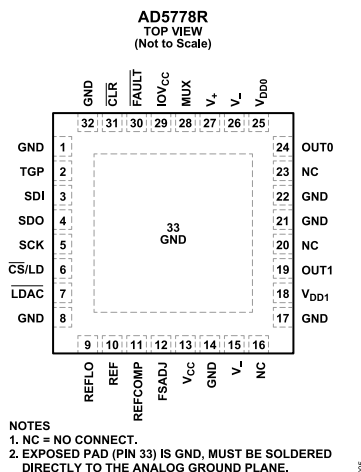 AD5778R
TOP VIEW
(Not to Scale)
GND
CLR
FAULT
IOVCC
MUX
V+
V–
VDD0
32 31 30 29 28 27 26 25
GND 1
TGP 2
SDI 3
SDO 4
SCK 5
CS/LD 6
LDAC 7
GND 8
33
GND
24 OUT0
23 NC
22 GND
21 GND
20 NC
19 OUT1
18 VDD1
17 GND
9 10 11 12 13 14 15 16
REFLO
REF
REFCOMP
FSADJ
VCC
GND
V–
NC
NOTES
1. NC = NO CONNECT.
2. EXPOSED PAD (PIN 33) IS GND, MUST BE SOLDERED
DIRECTLY TO THE ANALOG GROUND PLANE.